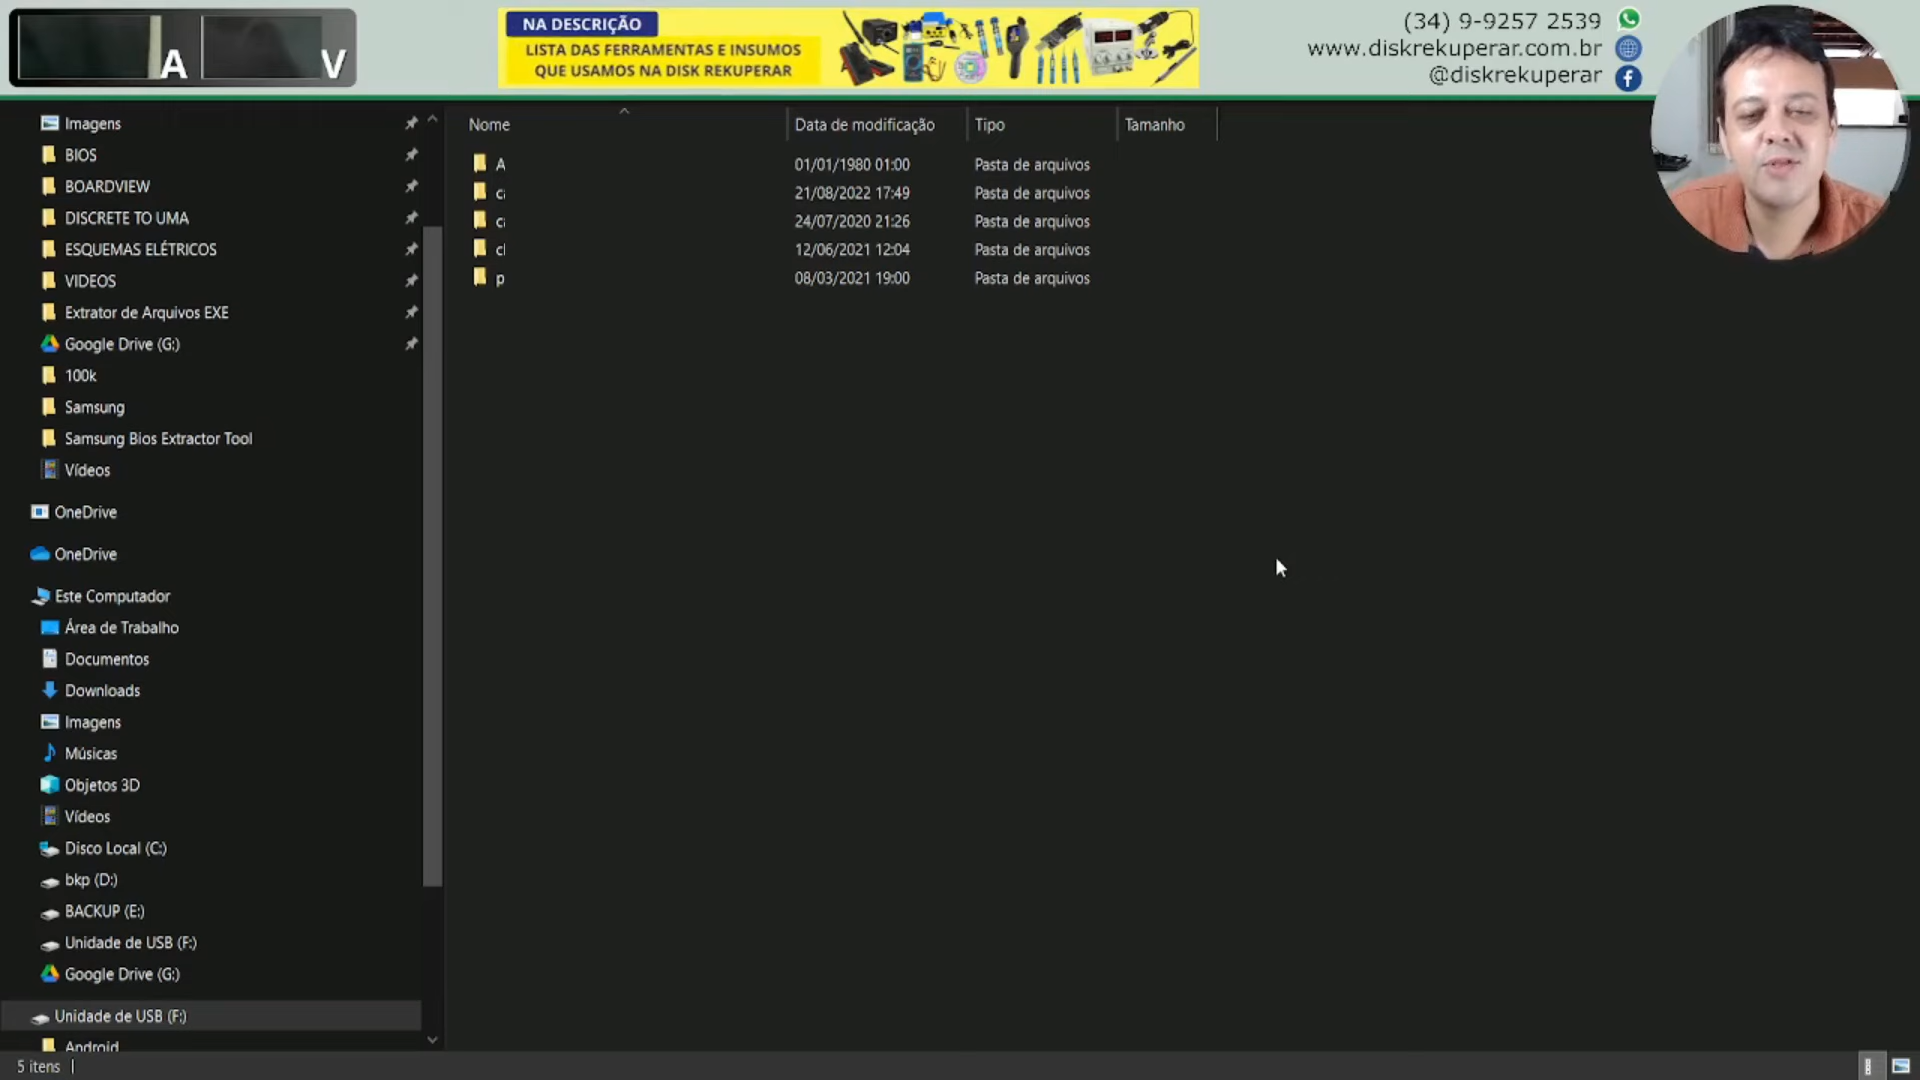 A
V
NA DESCRIÇÃO
LISTA DAS FERRAMENTAS E INSUMOS
QUE USAMOS NA DISK REKUPERAR
(34) 9-9257 2539
www.diskrekuperar.com.br
@diskrekuperar
Imagens
BIOS
BOARDVIEW
DISCRETE TO UMA
ESQUEMAS ELÉTRICOS
VIDEOS
Extrator de Arquivos EXE
Google Drive (G:)
100k
Samsung
Samsung Bios Extractor Tool
Vídeos
OneDrive
OneDrive
Este Computador
Área de Trabalho
Documentos
Downloads
Imagens
Músicas
Objetos 3D
Vídeos
Disco Local (C:)
bkp (D:)
BACKUP (E:)
Unidade de USB (F:)
Google Drive (G:)
Unidade de USB (F:)
Android
Nome Data de modificação Tipo Tamanho
A 01/01/1980 01:00 Pasta de arquivos
21/08/2022 17:49 Pasta de arquivos
24/07/2020 21:26 Pasta de arquivos
12/06/2021 12:04 Pasta de arquivos
p 08/03/2021 19:00 Pasta de arquivos
5 itens